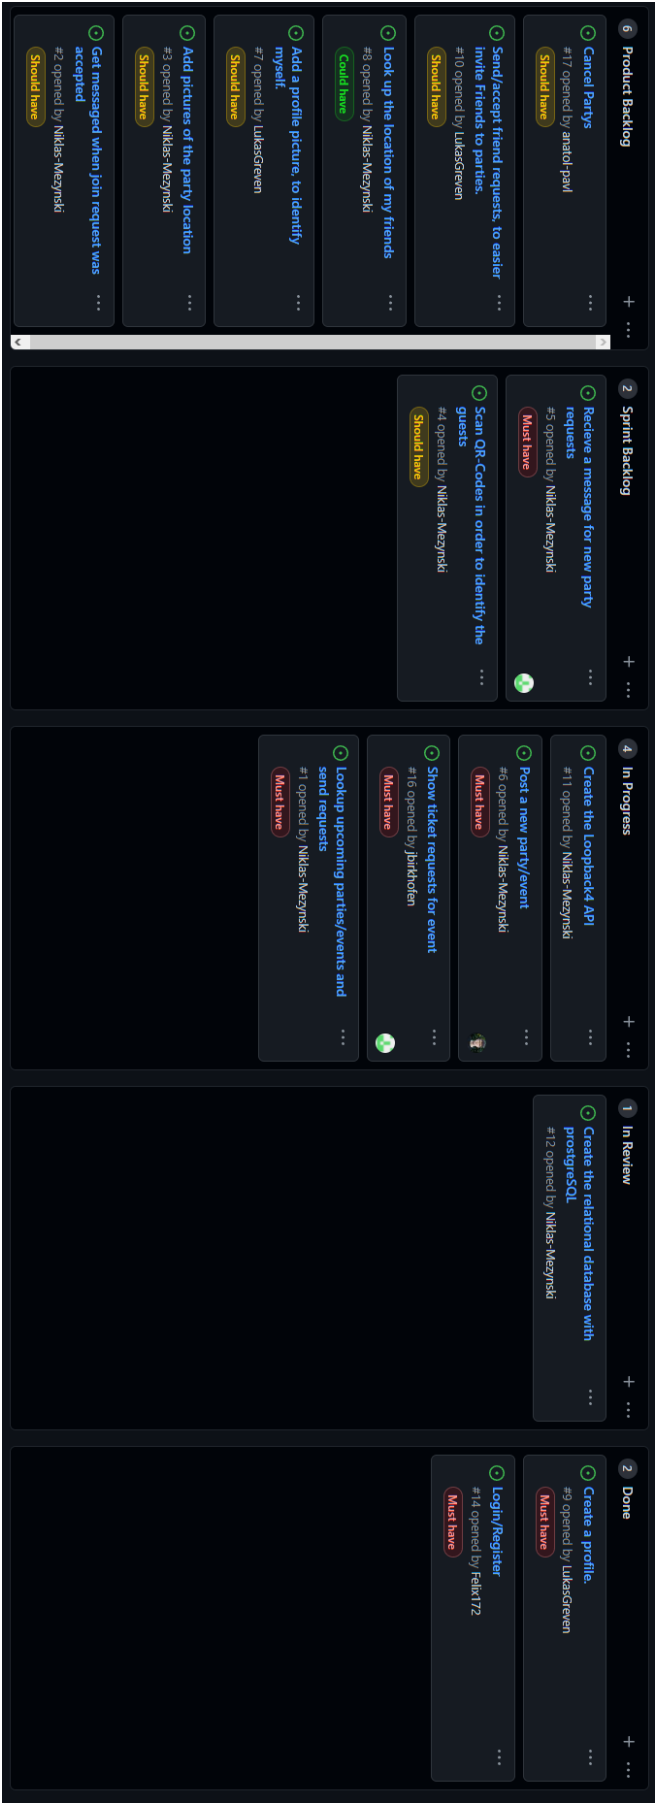 6 Product Backlog
Cancel Partys
#17 opened by anatol-pavl
Should have
Send/accept friend requests, to easier
invite Friends to parties.
#10 opened by LukasGreven
Should have
Look up the location of my friends
#8 opened by Niklas-Mezynski
Could have
Add a profile picture, to identify
myself.
#7 opened by LukasGreven
Should have
Add pictures of the party location
#3 opened by Niklas-Mezynski
Should have
Get messaged when join request was
accepted
#2 opened by Niklas-Mezynski
Should have
2 Sprint Backlog
Recieve a message for new party
requests
#5 opened by Niklas-Mezynski
Must have
Scan QR-Codes in order to identify the
guests
#4 opened by Niklas-Mezynski
Should have
4 In Progress
Create the Loopback4 API
#11 opened by Niklas-Mezynski
Post a new party/event
#6 opened by Niklas-Mezynski
Must have
Show ticket requests for event
#16 opened by jbirkhofen
Must have
Lookup upcoming parties/events and
send requests
#1 opened by Niklas-Mezynski
Must have
1 In Review
Create the relational database with
prostgreSQL
#12 opened by Niklas-Mezynski
2 Done
Create a profile.
#9 opened by LukasGreven
Must have
Login/Register
#14 opened by Felix172
Must have